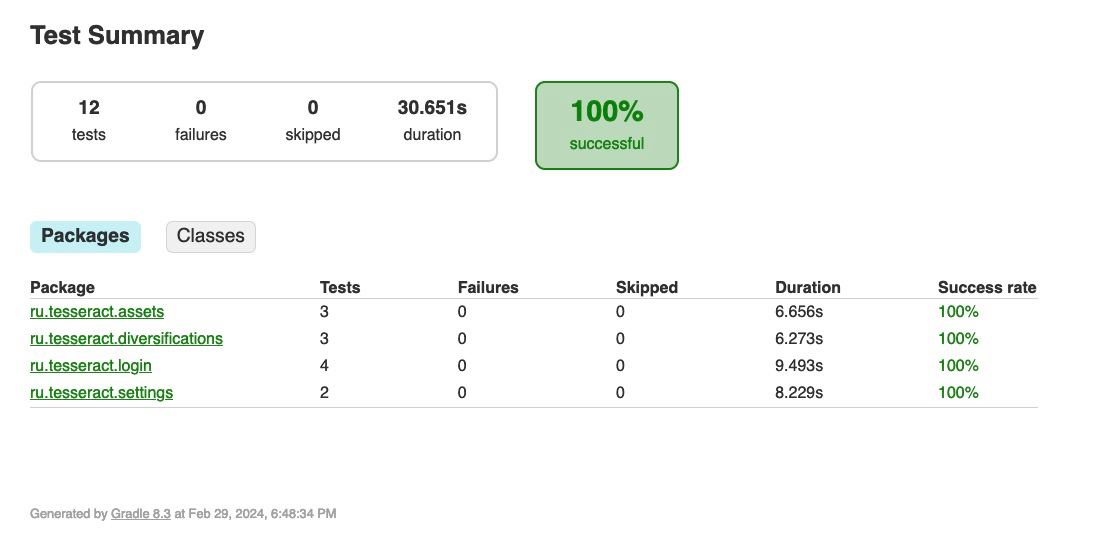 Test Summary
12 0 0 30.651s
tests failures skipped duration
100%
successful
Packages Classes
Package Tests Failures Skipped Duration Success rate
ru.tesseract.assets 3 0 0 6.656s 100%
ru.tesseract.diversifications 3 0 0 6.273s 100%
ru.tesseract.login 4 0 0 9.493s 100%
ru.tesseract.settings 2 0 0 8.229s 100%
Generated by Gradle 8.3 at Feb 29, 2024, 6:48:34 PM